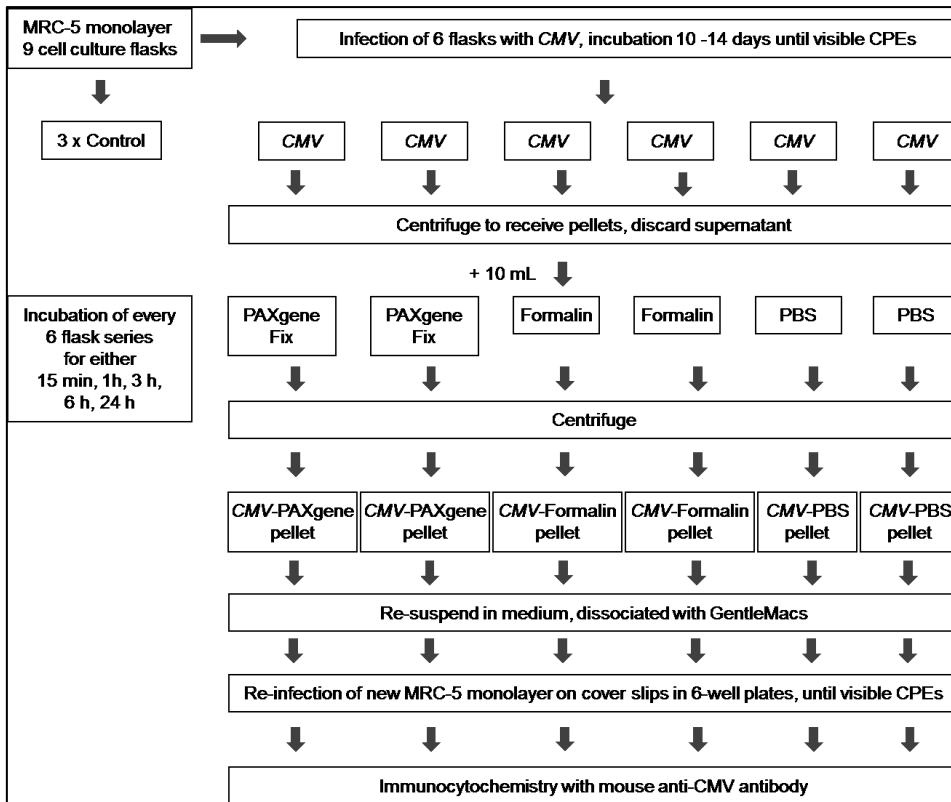 MRC-5 monolayer
9 cell culture flasks
Infection of 6 flasks with CMV, incubation 10 -14 days until visible CPEs
3 x Control
CMV
CMV
CMV
CMV
CMV
CMV
Centrifuge to receive pellets, discard supernatant
+ 10 mL
Incubation of every
6 flask series
for either
15 min, 1h, 3 h,
6 h, 24 h
PAXgene
Fix
PAXgene
Fix
Formalin
Formalin
PBS
PBS
Centrifuge
CMV-PAXgene
pellet
CMV-PAXgene
pellet
CMV-Formalin
pellet
CMV-Formalin
pellet
CMV-PBS
pellet
CMV-PBS
pellet
Re-suspend in medium, dissociated with GentleMacs
Re-infection of new MRC-5 monolayer on cover slips in 6-well plates, until visible CPEs
Immunocytochemistry with mouse anti-CMV antibody